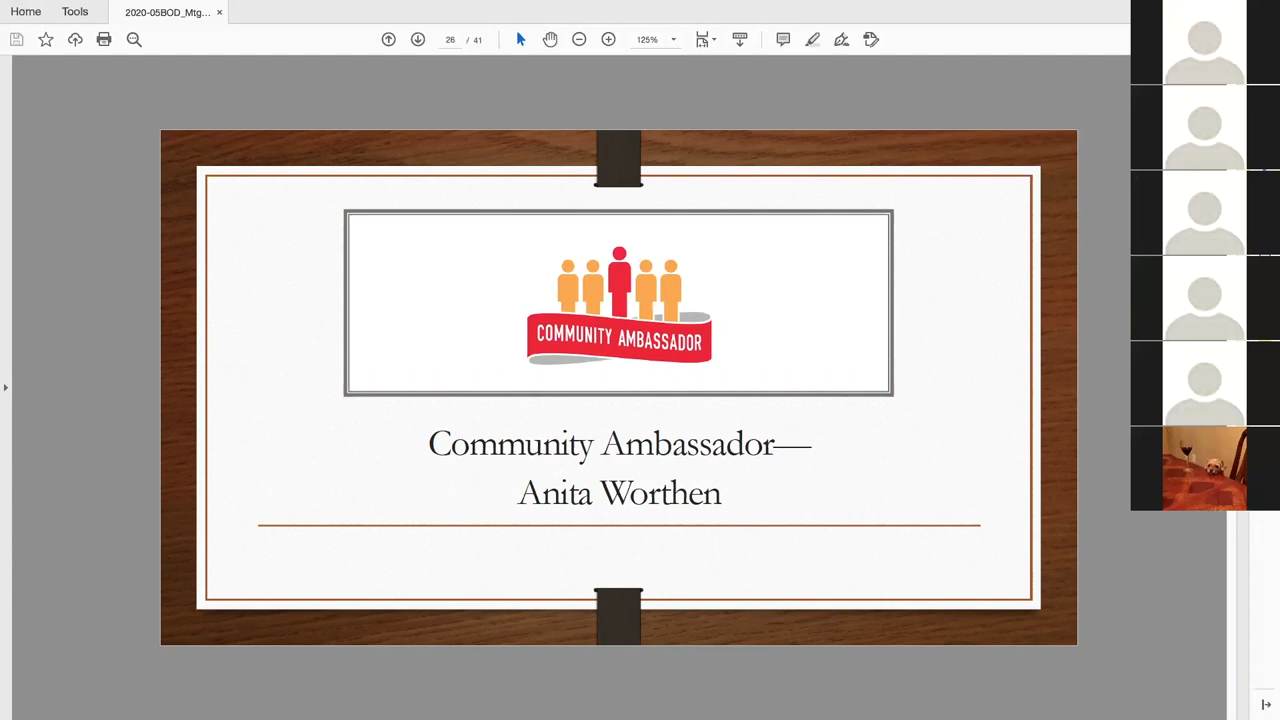 Home
Tools
2020-05BOD_Mtg...
×
26 / 41
125%
COMMUNITY AMBASSADOR
Community Ambassador—
Anita Worthen